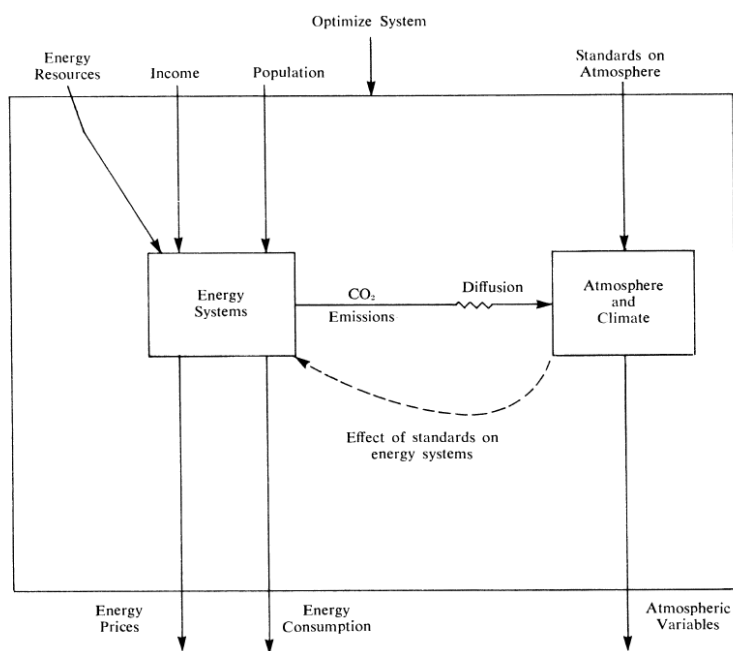 Optimize System
Energy
Resources
Income
Population
Standards on
Atmosphere
Energy
Systems
CO₂
Emissions
Diffusion
Atmosphere
and
Climate
Effect of standards on
energy systems
Energy
Prices
Energy
Consumption
Atmospheric
Variables